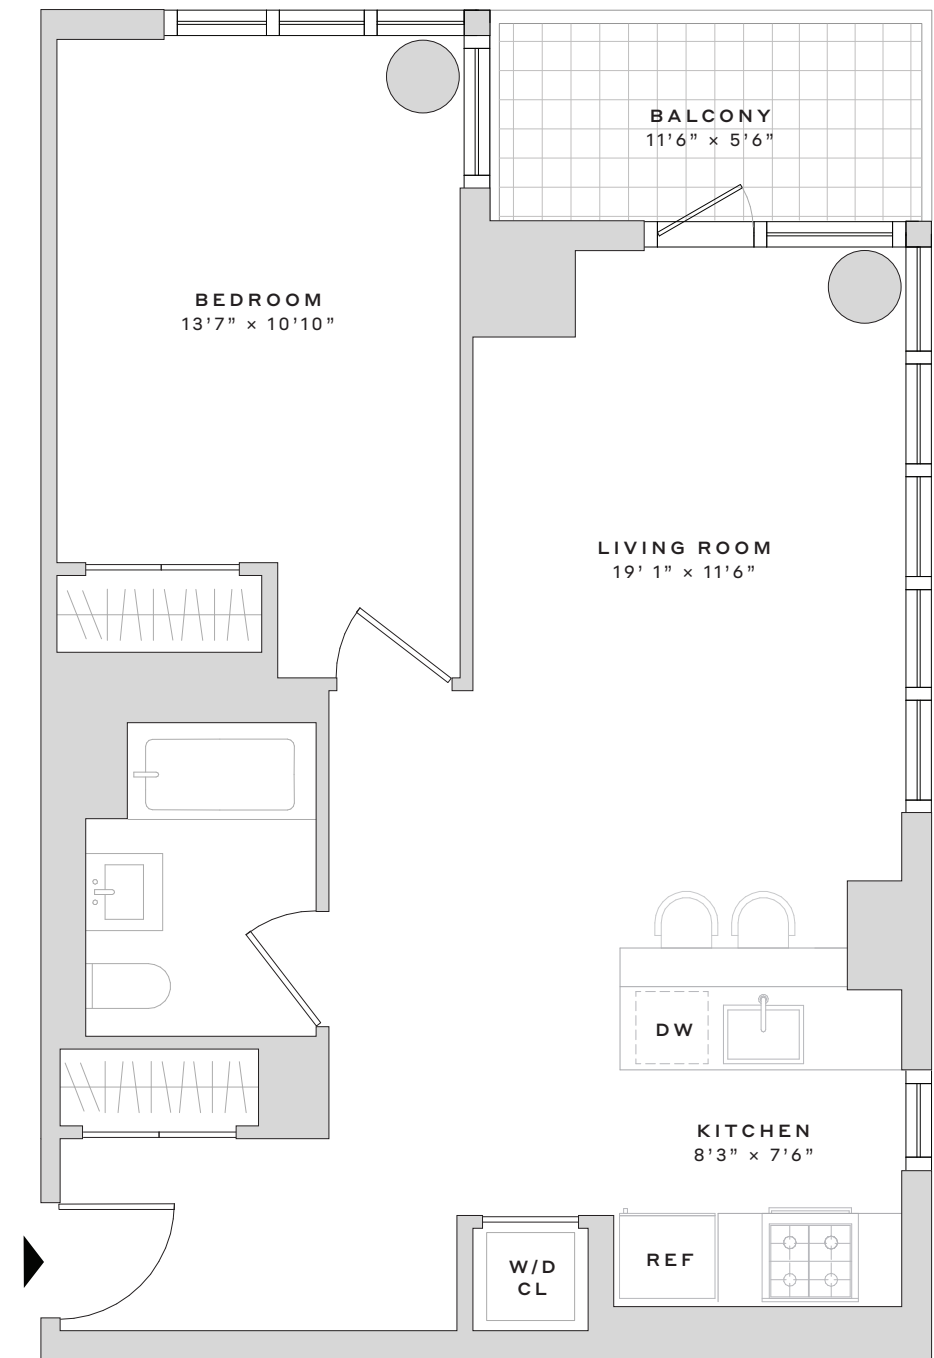 BALCONY
11’6” × 5’6”
BEDROOM
13’7” × 10’10”
LIVING ROOM
19’ 1” × 11’6”
DW
KITCHEN
8’3” × 7’6”
W/D
CL
REF